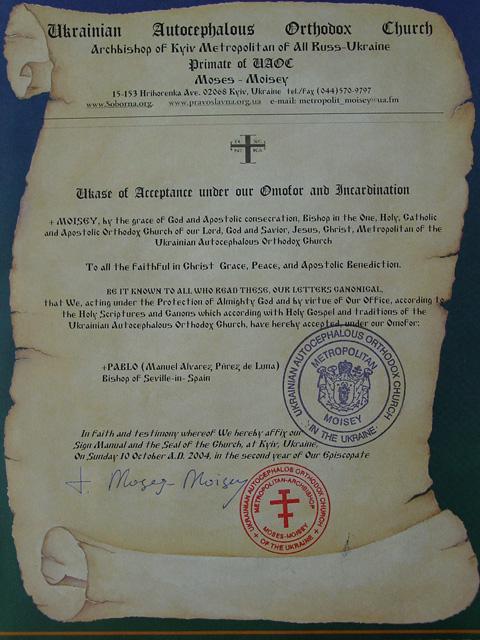 Ukrainian Autocephalous Orthodox Church
Archbishop of Kyiv Metropolitan of All Russ-Ukraine
Primate of UAOC
Moses - Moisey
15-153 Hrihorenka Ave. 02068 Kyiv, Ukraine tel/fax (044)570-9797
www.Soborna.org. www.pravoslavna.org.ua e-mail: metropolit_moisey@ua.fm
IC XC
NI KA
Ukase of Acceptance under our Omofor and Incardination
+ MOISEY, by the grace of God and Apostolic consecration, Bishop in the One, Holy, Catholic
and Apostolic Orthodox Church of our Lord, God and Savior, Jesus, Christ, Metropolitan of the
Ukrainian Autocephalous Orthodox Church
To all the Faithful in Christ Grace, Peace, and Apostolic Benediction.
BE IT KNOWN TO ALL WHO READ THESE, OUR LETTERS CANONICAL,
that We, acting under the Protection of Almighty God and by virtue of Our Office, according to
the Holy Scriptures and Canons which according with Holy Gospel and traditions of the
Ukrainian Autocephalous Orthodox Church, have hereby accepted, under our Omofor:
+PABLO (Manuel Alvarez Púrez de Luna)
Bishop of Seville-in- Spain
UKRAINIAN AUTOCEPHALOUS ORTHODOX CHURCH
IN THE UKRAINE
METROPOLITAN
MOISEY
In faith and testimony whereof We hereby affix our
Sign Manual and the Seal of the Church, at Kyiv, Ukraine,
On Sunday 10 October A.D. 2004, in the second year of Our Episcopate
+ Moses - Moisey
UKRAINIAN AUTOCEPHALOS ORTHODOX CHURCH
OF THE UKRAINE
METROPOLITAN-ARCHBISHOP
MOSES-MOISEY